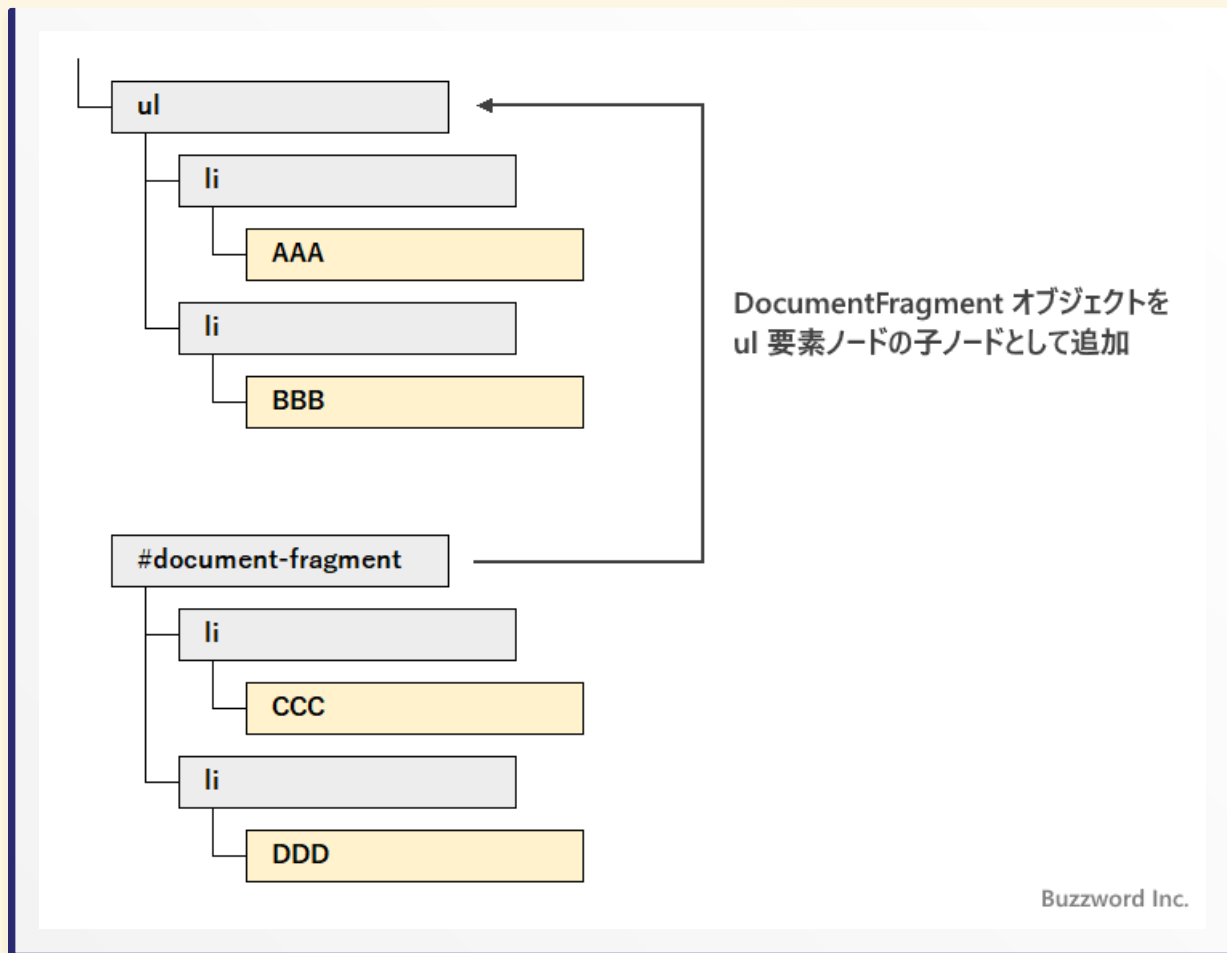 ul
li
AAA
li
BBB
DocumentFragment オブジェクトを
ul 要素ノードの子ノードとして追加
#document-fragment
li
CCC
li
DDD
Buzzword Inc.